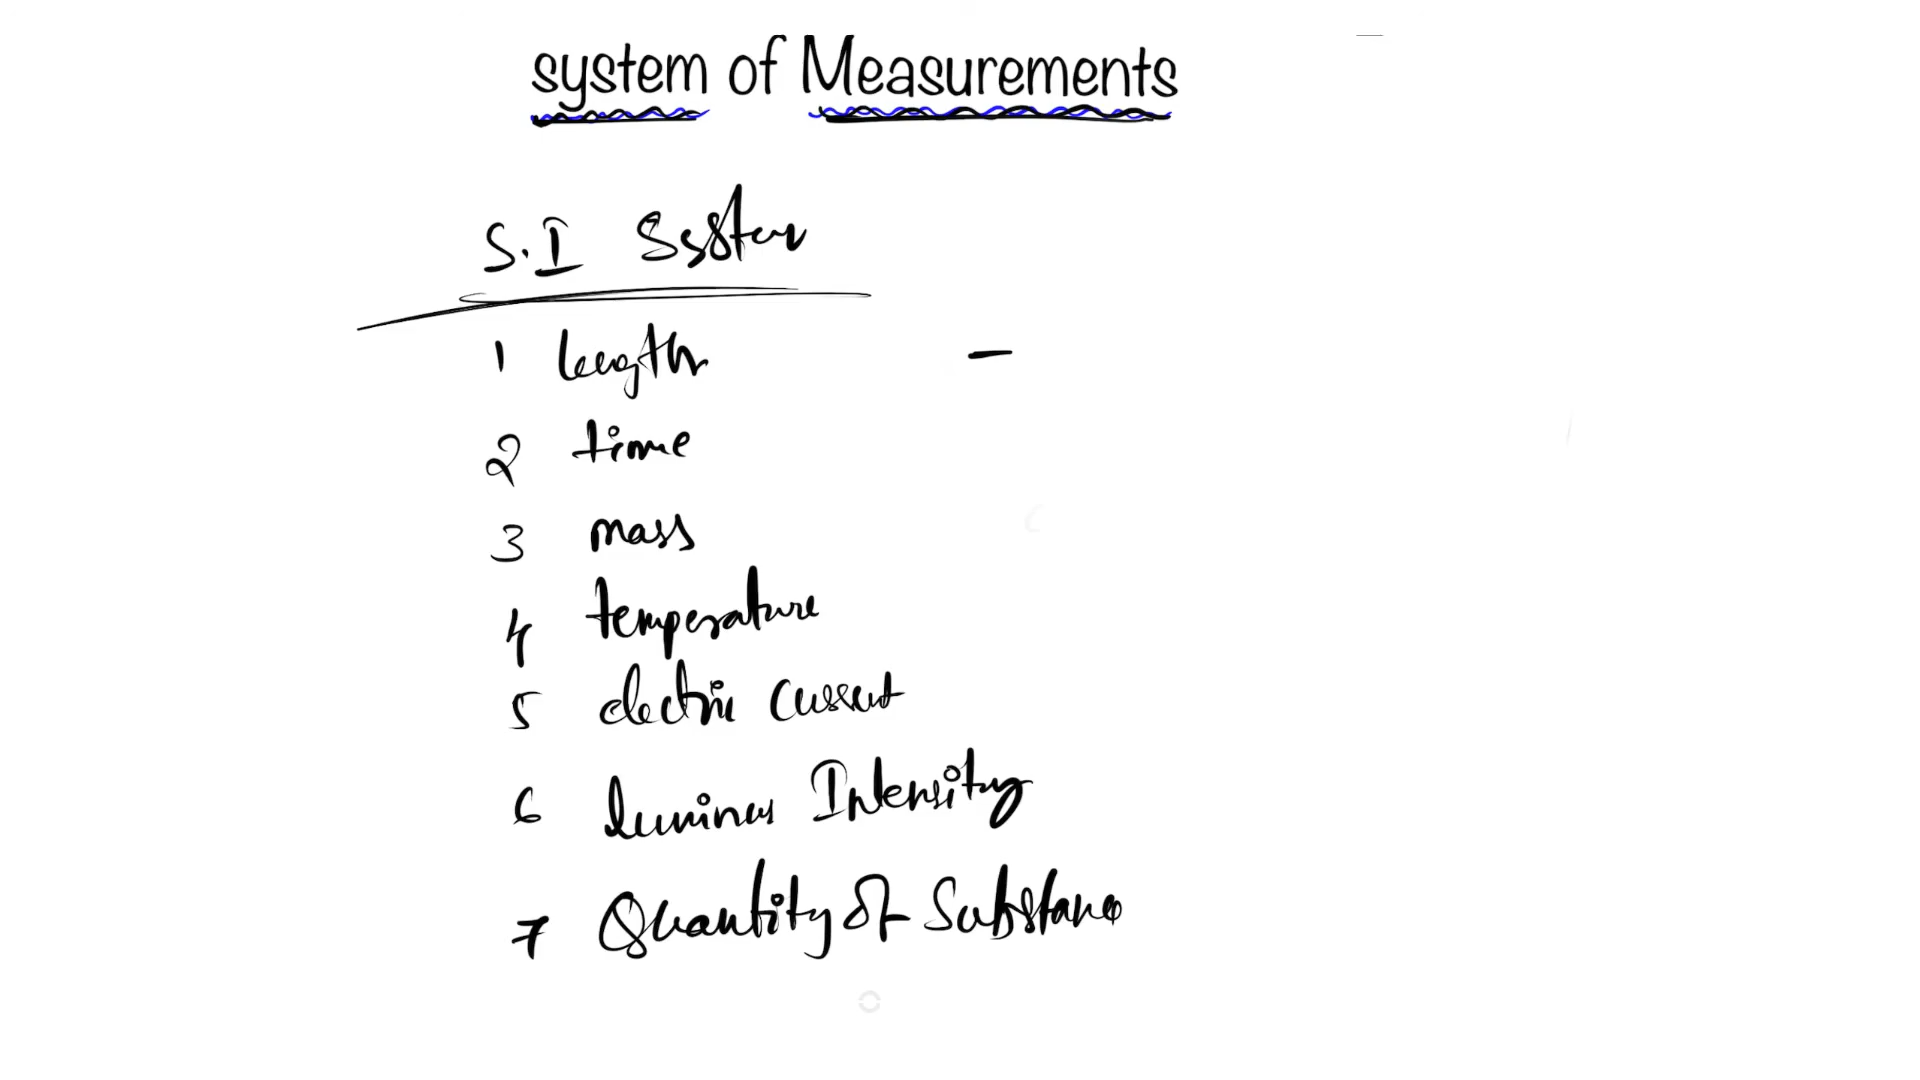 system of Measurements
S.I System
1 length -
2 time
3 mass
4 temperature
5 electric current
6 luminous Intensity
7 Quantity of Substance